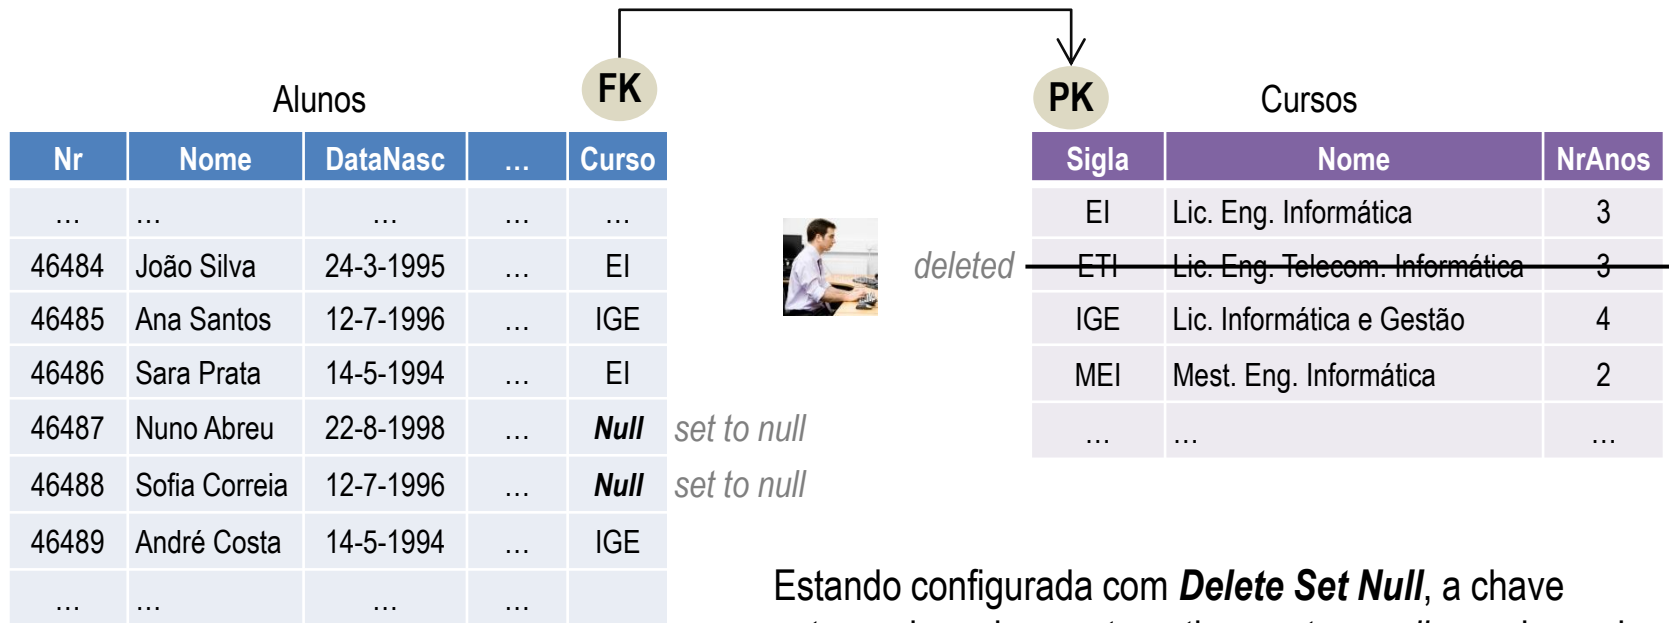 Alunos
FK
Nr Nome DataNasc … Curso
… … … … …
46484 João Silva 24-3-1995 … EI
46485 Ana Santos 12-7-1996 … IGE
46486 Sara Prata 14-5-1994 … EI
46487 Nuno Abreu 22-8-1998 … Null set to null
46488 Sofia Correia 12-7-1996 … Null set to null
46489 André Costa 14-5-1994 … IGE
… … … …
PK
Cursos
Sigla Nome NrAnos
EI Lic. Eng. Informática 3
deleted ETI Lic. Eng. Telecom. Informática 3
IGE Lic. Informática e Gestão 4
MEI Mest. Eng. Informática 2
… … …
Estando configurada com Delete Set Null, a chave